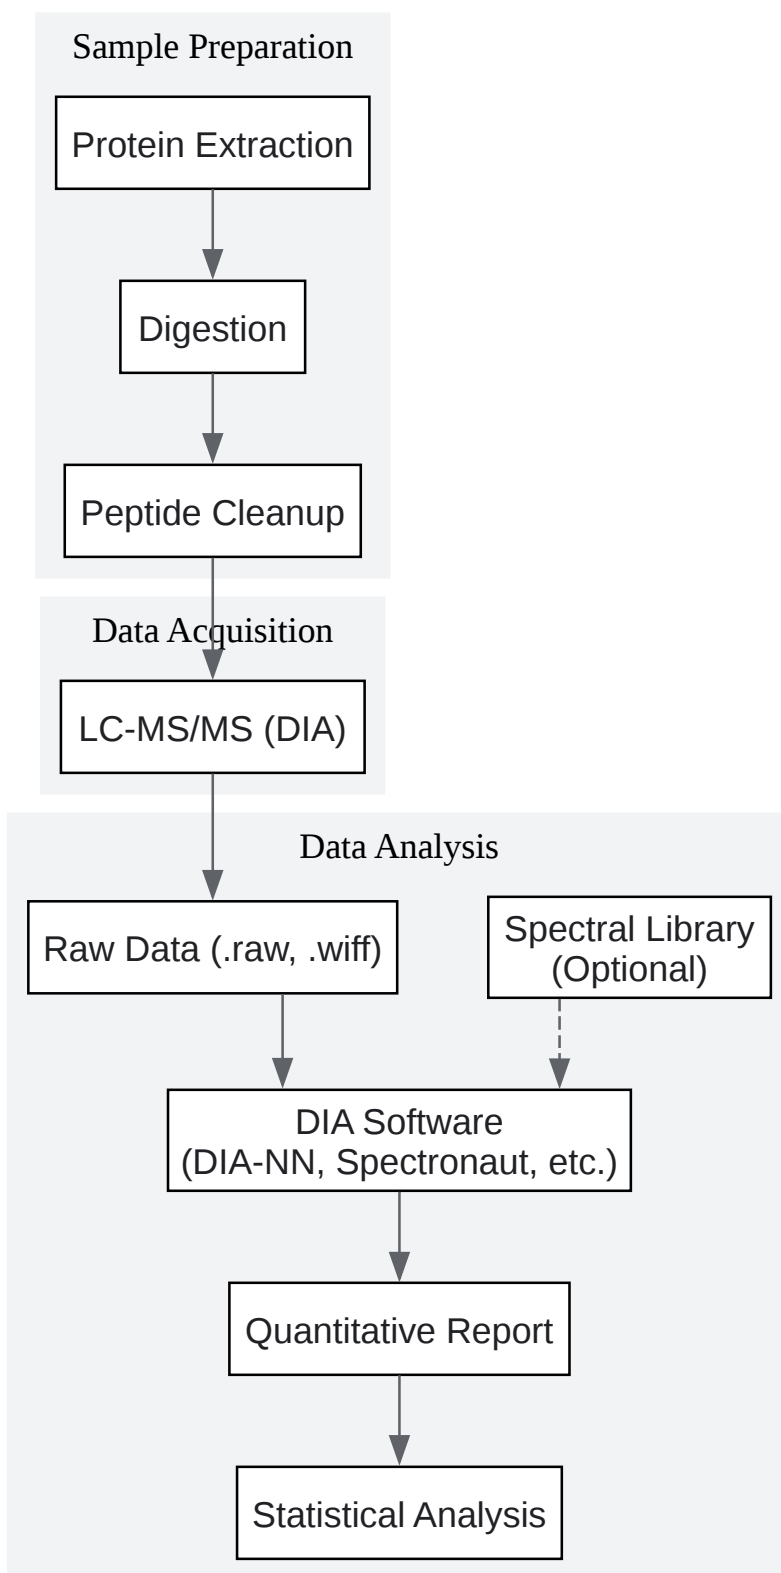 Sample Preparation
Protein Extraction
Digestion
Peptide Cleanup
Data Acquisition
LC-MS/MS (DIA)
Data Analysis
Raw Data (.raw, .wiff)
Spectral Library
(Optional)
DIA Software
(DIA-NN, Spectronaut, etc.)
Quantitative Report
Statistical Analysis